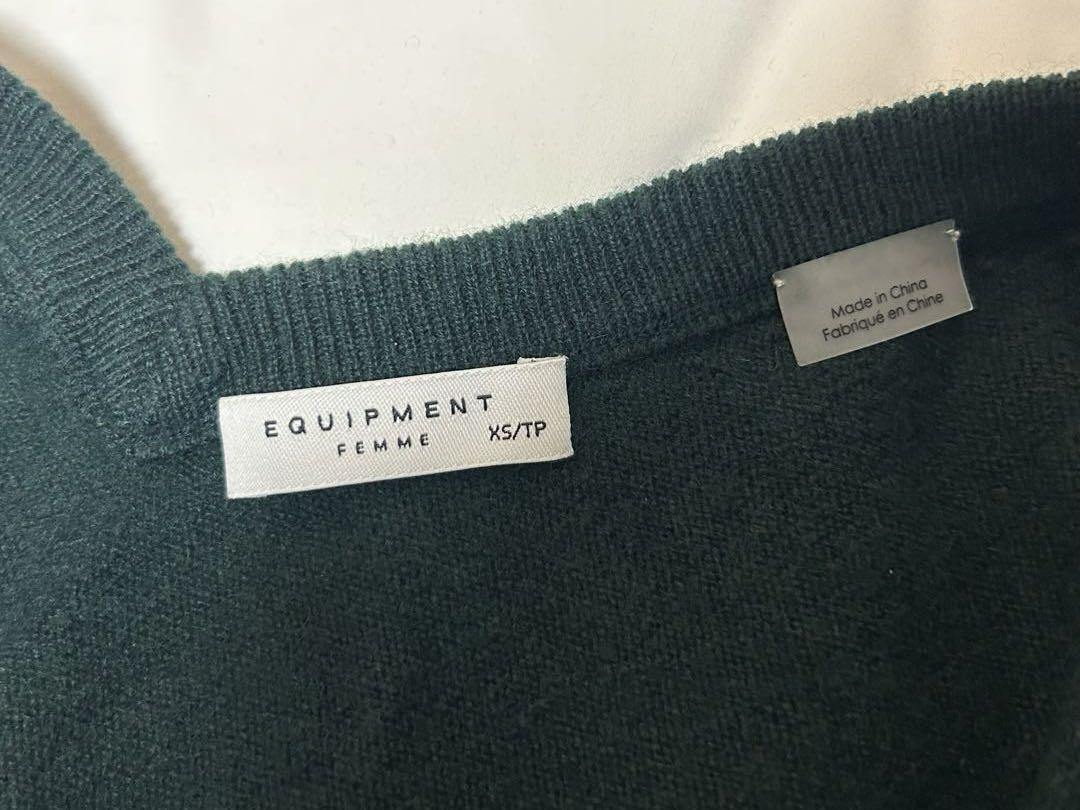 EQUIPMENT
FEMME
XS/TP
Made in China
Fabriqué en Chine